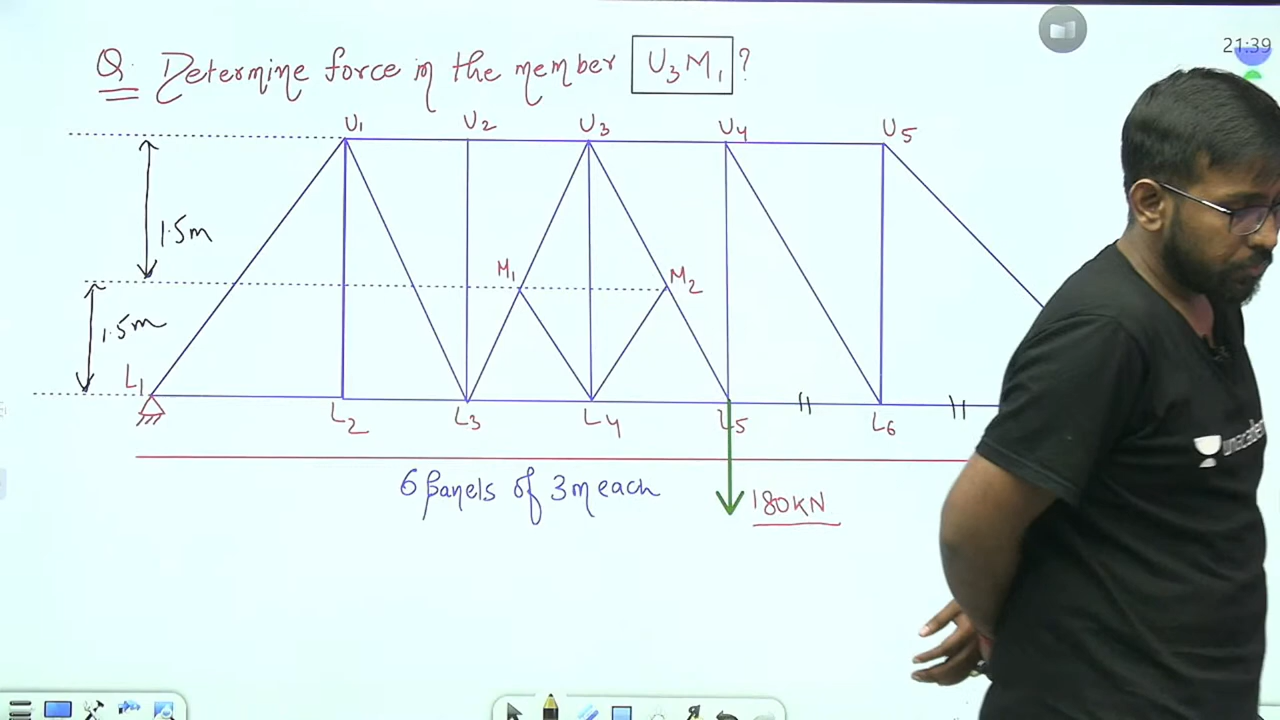 21:39
Q. Determine force in the member U3M1?
U1 U2 U3 U4 U5
1.5m
M1 M2
1.5m
L1
L2 L3 L4 L5 L6
unacadem
6 panels of 3m each
180KN